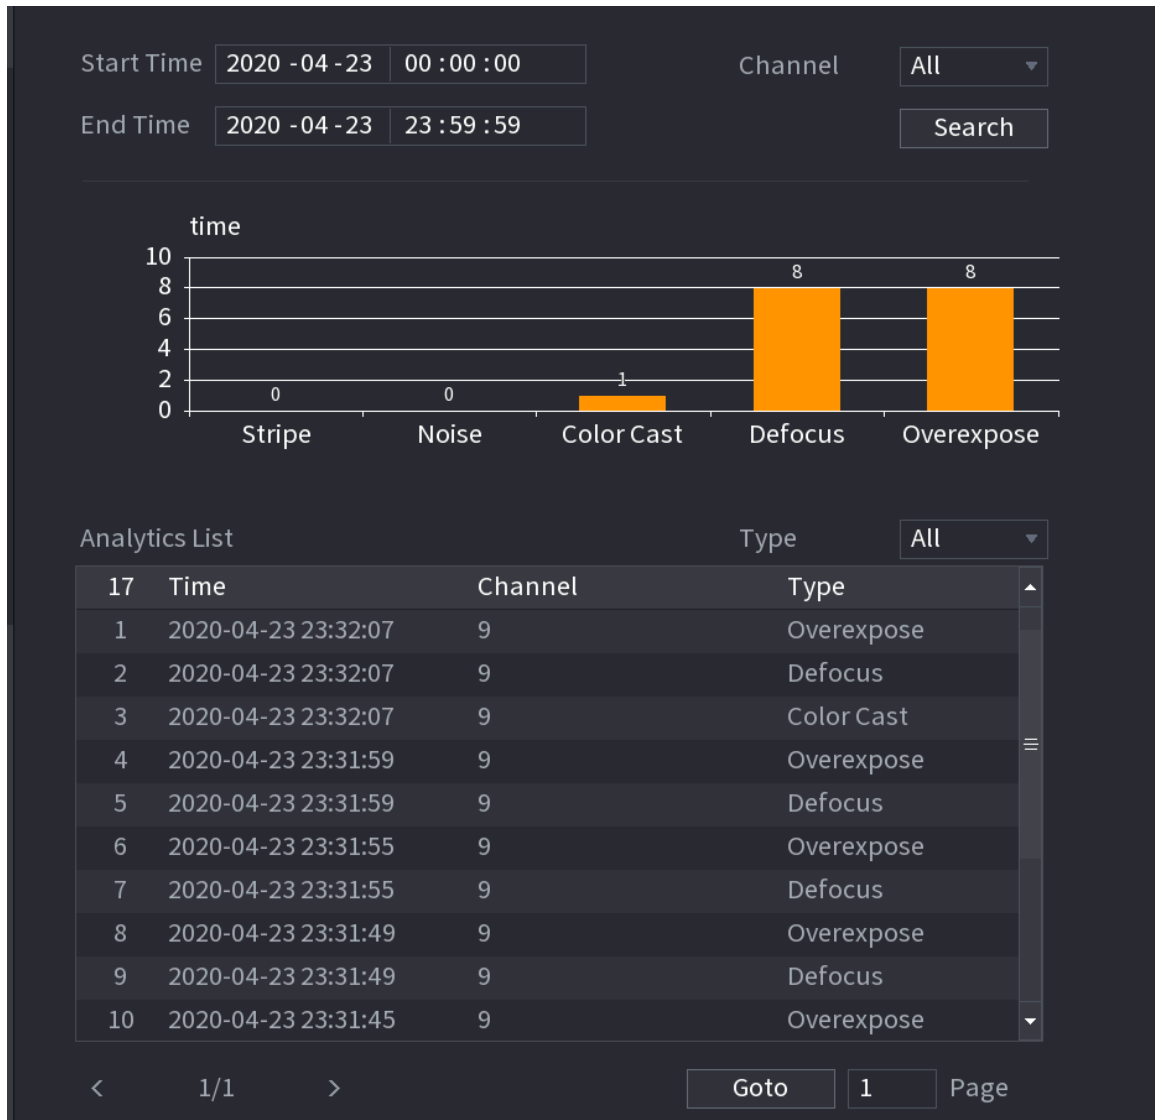 Start Time 2020 -04 -23 00 : 00 : 00 Channel All
End Time 2020 -04 -23 23 : 59 : 59 Search
time
10
8 8 8
6
4
2 1
0 0 0
Stripe Noise Color Cast Defocus Overexpose
Analytics List Type All
17 Time Channel Type
1 2020-04-23 23:32:07 9 Overexpose
2 2020-04-23 23:32:07 9 Defocus
3 2020-04-23 23:32:07 9 Color Cast
4 2020-04-23 23:31:59 9 Overexpose
5 2020-04-23 23:31:59 9 Defocus
6 2020-04-23 23:31:55 9 Overexpose
7 2020-04-23 23:31:55 9 Defocus
8 2020-04-23 23:31:49 9 Overexpose
9 2020-04-23 23:31:49 9 Defocus
10 2020-04-23 23:31:45 9 Overexpose
< 1/1 > Goto 1 Page